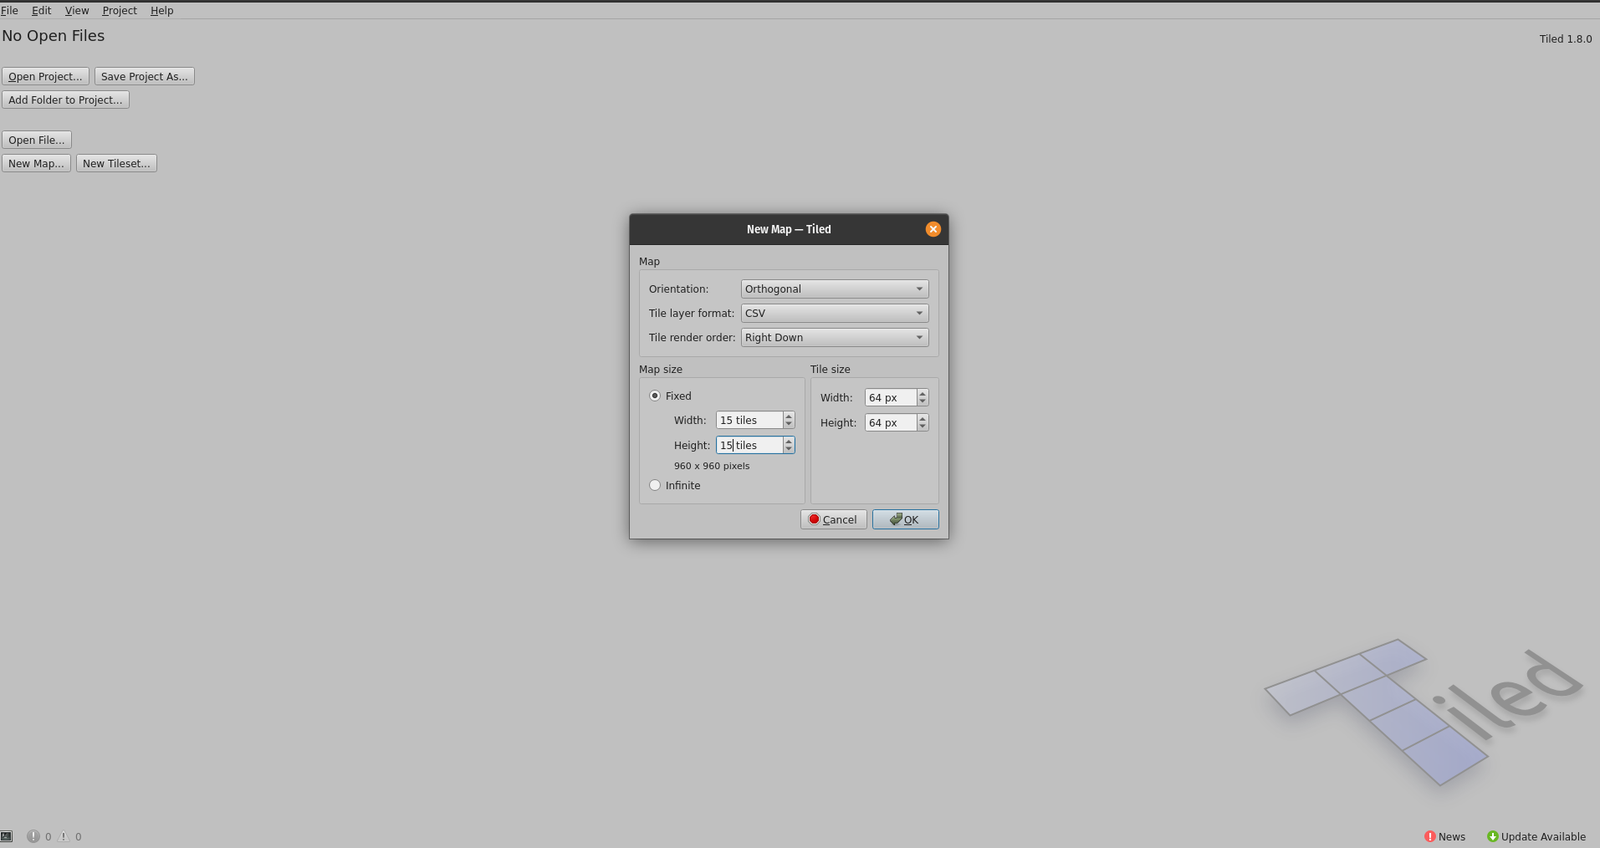 File Edit View Project Help
No Open Files
Tiled 1.8.0
Open Project... Save Project As...
Add Folder to Project...
Open File...
New Map... New Tileset...
New Map — Tiled
Map
Orientation: Orthogonal
Tile layer format: CSV
Tile render order: Right Down
Map size
Fixed
Width: 15 tiles
Height: 15 tiles
960 x 960 pixels
Infinite
Tile size
Width: 64 px
Height: 64 px
Cancel OK
Tiled
0 0
News Update Available